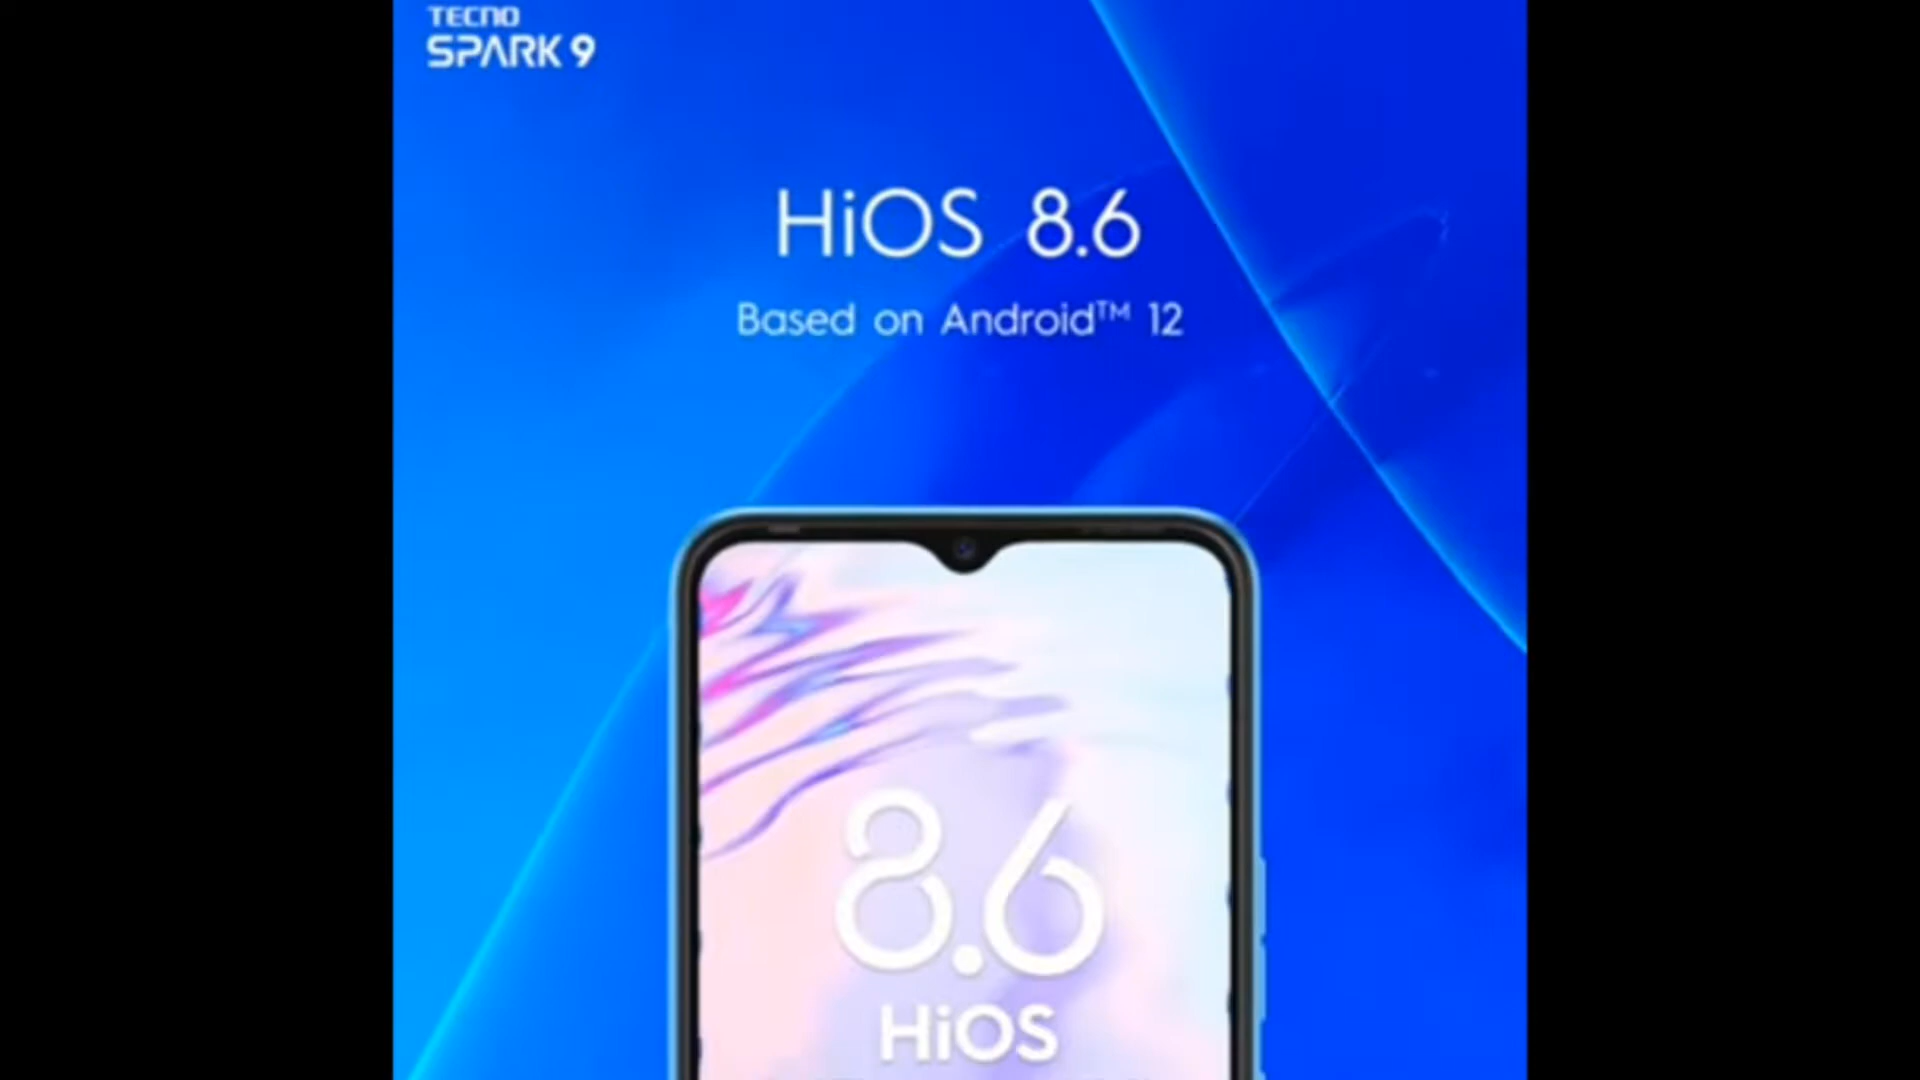 TECNO
SPARK 9
HiOS 8.6
Based on Android™ 12
8.6
HiOS